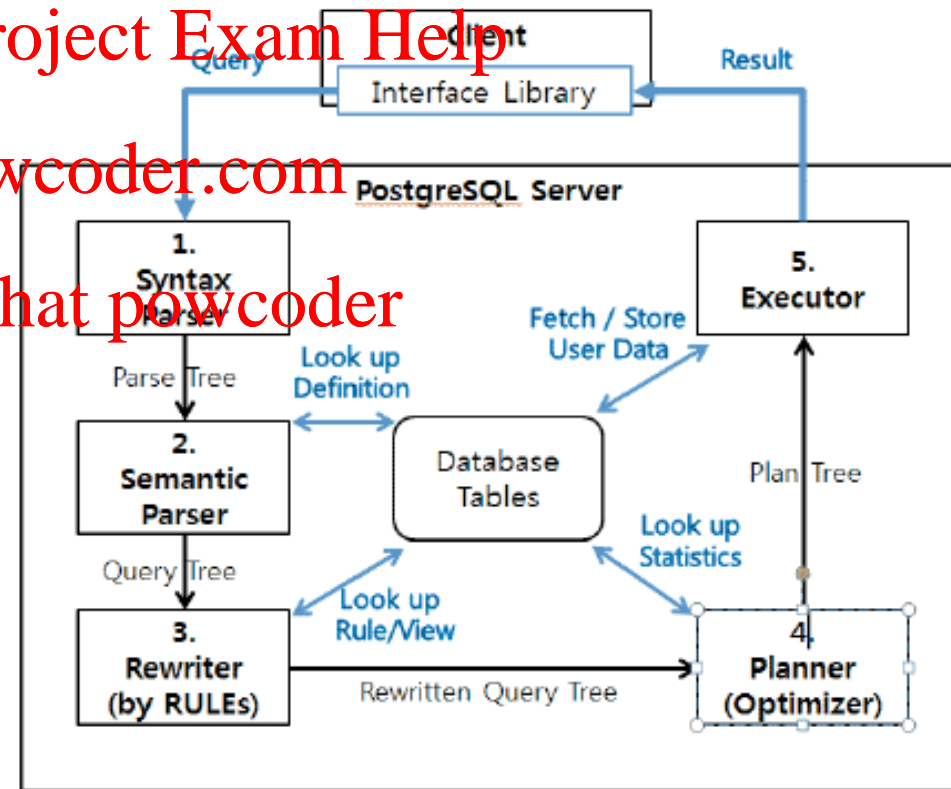 roject Exam Help
Client
Query
Result
Interface Library
wcoder.com
PostgreSQL Server
1.
Syntax
Parser
hat powcoder
5.
Executor
Fetch / Store
User Data
Parse Tree
Look up
Definition
2.
Semantic
Parser
Database
Tables
Plan Tree
Look up
Statistics
Query Tree
Look up
Rule/View
3.
Rewriter
(by RULEs)
Rewritten Query Tree
4.
Planner
(Optimizer)